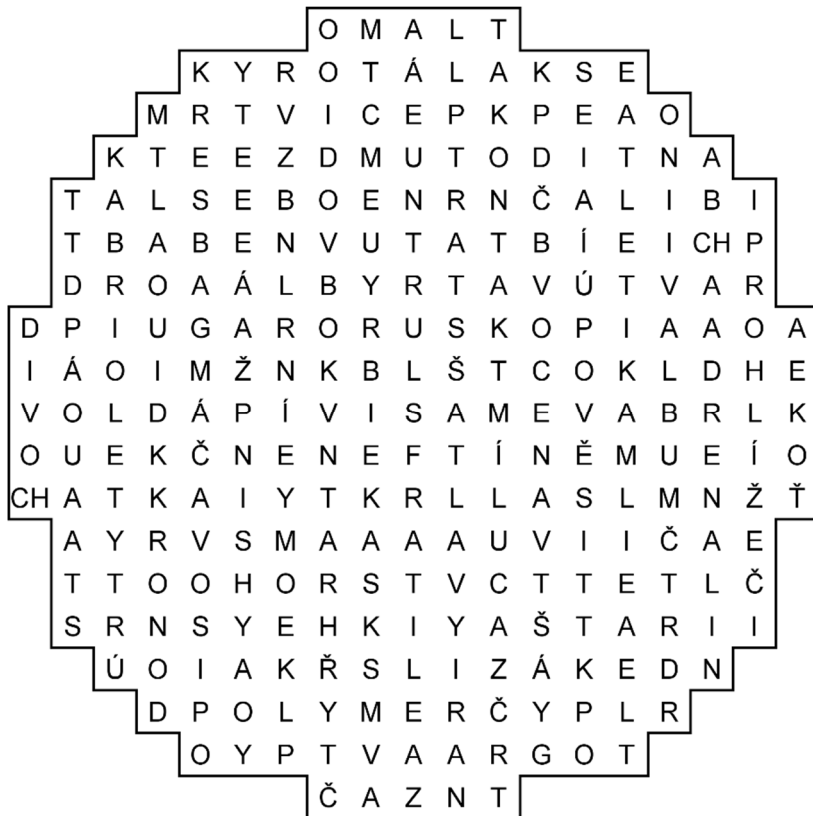 O M A L T
K Y R O T Á L A K S E
M R T V I C E P K P E A O
K T E E Z D M U T O D I T N A
T A L S E B O E N R N Č A L I B I
T B A B E N V U T A T B Í E I CH P
D R O A Á L B Y R T A V Ú T V A R
D P I U G A R O R U S K O P I A A O A
I Á O I M Ž N K B L Š T C O K L D H E
V O L D Á P Í V I S A M E V A B R L K
O U E K Č N E N E F T Í N Ě M U E Í O
CH A T K A I Y T K R L L A S L M N Ž Ť
A Y R V S M A A A A U V I I Č A E
T T O O H O R S T V C T T E T L Č
S R N S Y E H K I Y A Š T A R I I
Ú O I A K Ř S L I Z Á K E D N
D P O L Y M E R Č Y P L R
O Y P T V A A R G O T
Č A Z N T